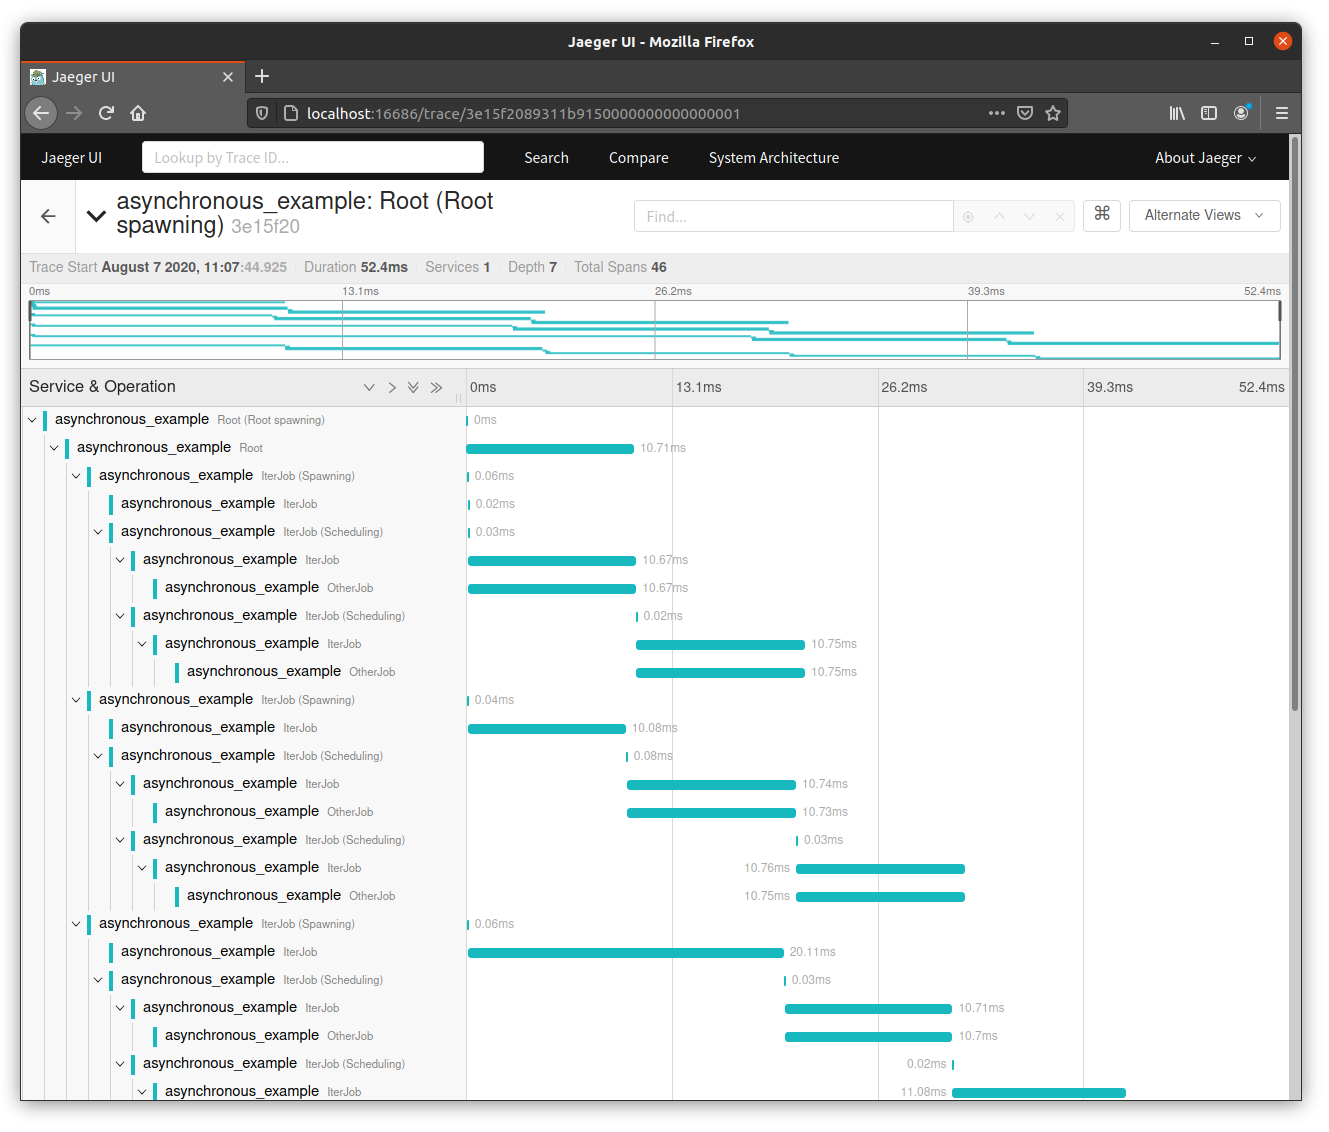 Jaeger UI - Mozilla Firefox
Jaeger UI
localhost:16686/trace/3e15f2089311b9150000000000000001
Jaeger UI Lookup by Trace ID... Search Compare System Architecture About Jaeger
asynchronous_example: Root (Root
spawning) 3e15f20
Find... ⌘ Alternate Views
Trace Start August 7 2020, 11:07:44.925 Duration 52.4ms Services 1 Depth 7 Total Spans 46
0ms 13.1ms 26.2ms 39.3ms 52.4ms
Service & Operation 0ms 13.1ms 26.2ms 39.3ms 52.4ms
asynchronous_example Root (Root spawning) 0ms
asynchronous_example Root 10.71ms
asynchronous_example IterJob (Spawning) 0.06ms
asynchronous_example IterJob 0.02ms
asynchronous_example IterJob (Scheduling) 0.03ms
asynchronous_example IterJob 10.67ms
asynchronous_example OtherJob 10.67ms
asynchronous_example IterJob (Scheduling) 0.02ms
asynchronous_example IterJob 10.75ms
asynchronous_example OtherJob 10.75ms
asynchronous_example IterJob (Spawning) 0.04ms
asynchronous_example IterJob 10.08ms
asynchronous_example IterJob (Scheduling) 0.08ms
asynchronous_example IterJob 10.74ms
asynchronous_example OtherJob 10.73ms
asynchronous_example IterJob (Scheduling) 0.03ms
asynchronous_example IterJob 10.76ms
asynchronous_example OtherJob 10.75ms
asynchronous_example IterJob (Spawning) 0.06ms
asynchronous_example IterJob 20.11ms
asynchronous_example IterJob (Scheduling) 0.03ms
asynchronous_example IterJob 10.71ms
asynchronous_example OtherJob 10.7ms
asynchronous_example IterJob (Scheduling) 0.02ms
asynchronous_example IterJob 11.08ms